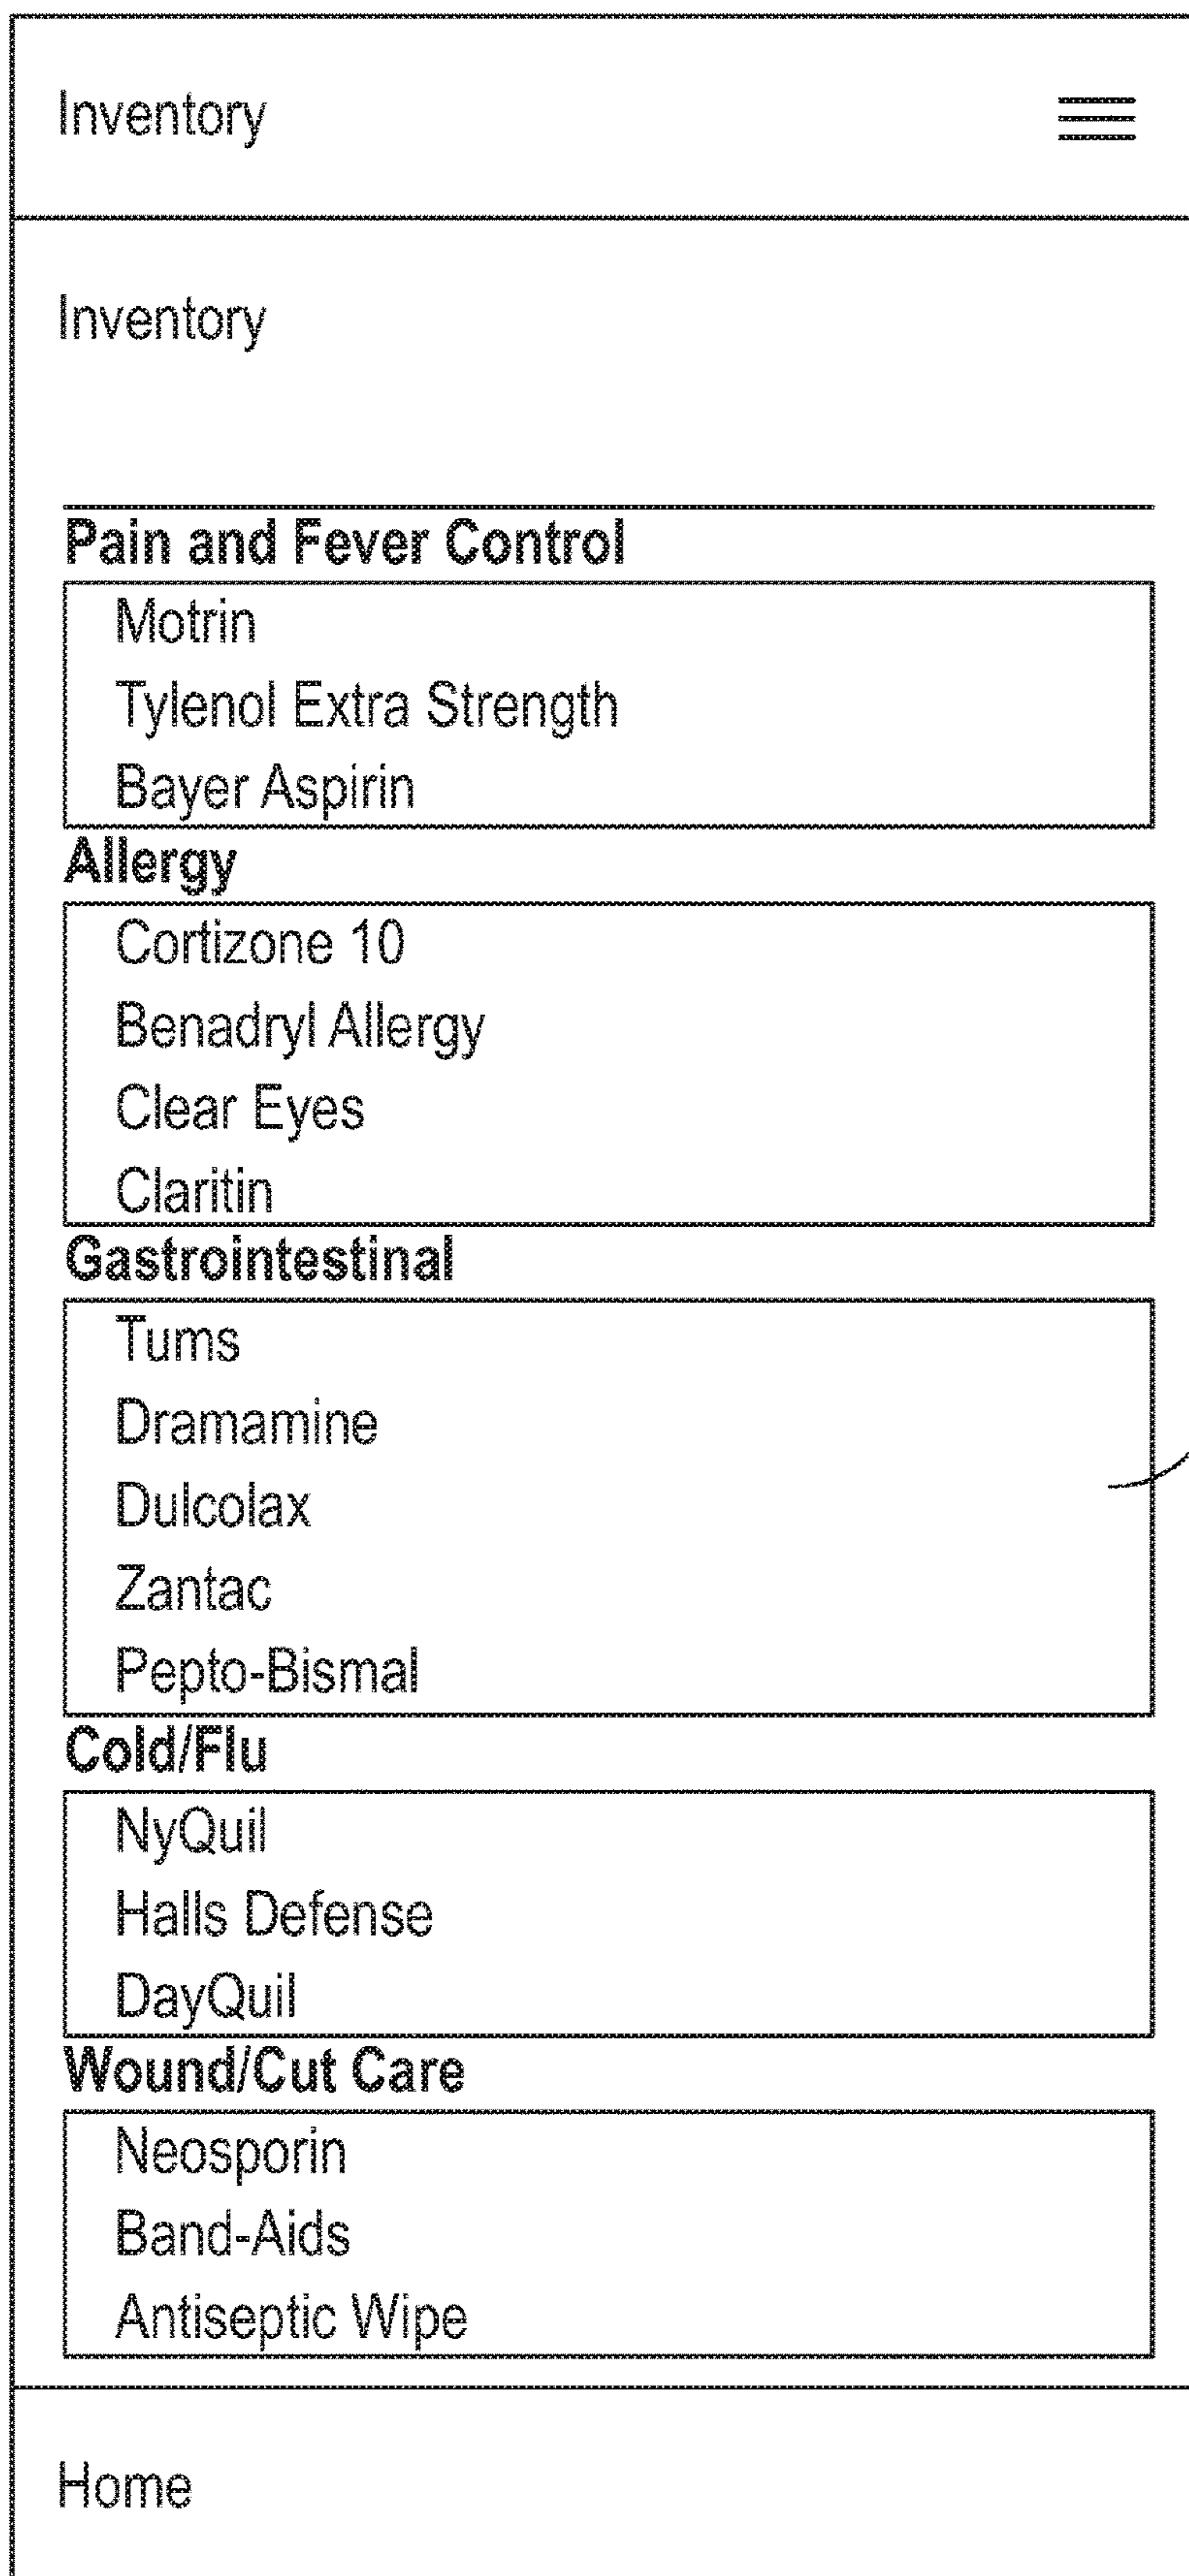 Inventory
Inventory
Pain and Fever Control
Motrin
Tylenol Extra Strength
Bayer Aspirin
Allergy
Cortizone 10
Benadryl Allergy
Clear Eyes
Claritin
Gastrointestinal
Tums
Dramamine
Dulcolax
Zantac
Pepto-Bismal
Cold/Flu
NyQuil
Halls Defense
DayQuil
Wound/Cut Care
Neosporin
Band-Aids
Antiseptic Wipe
Home